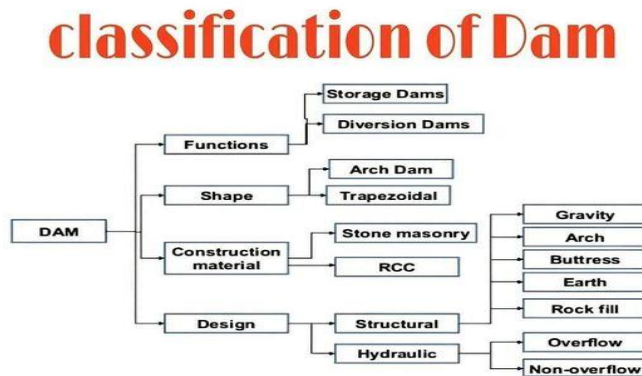 classification of Dam
Storage Dams
Diversion Dams
Functions
Arch Dam
Shape
Trapezoidal
Gravity
DAM
Stone masonry
Arch
Construction
material
RCC
Buttress
Earth
Rock fill
Design
Structural
Overflow
Hydraulic
Non-overflow